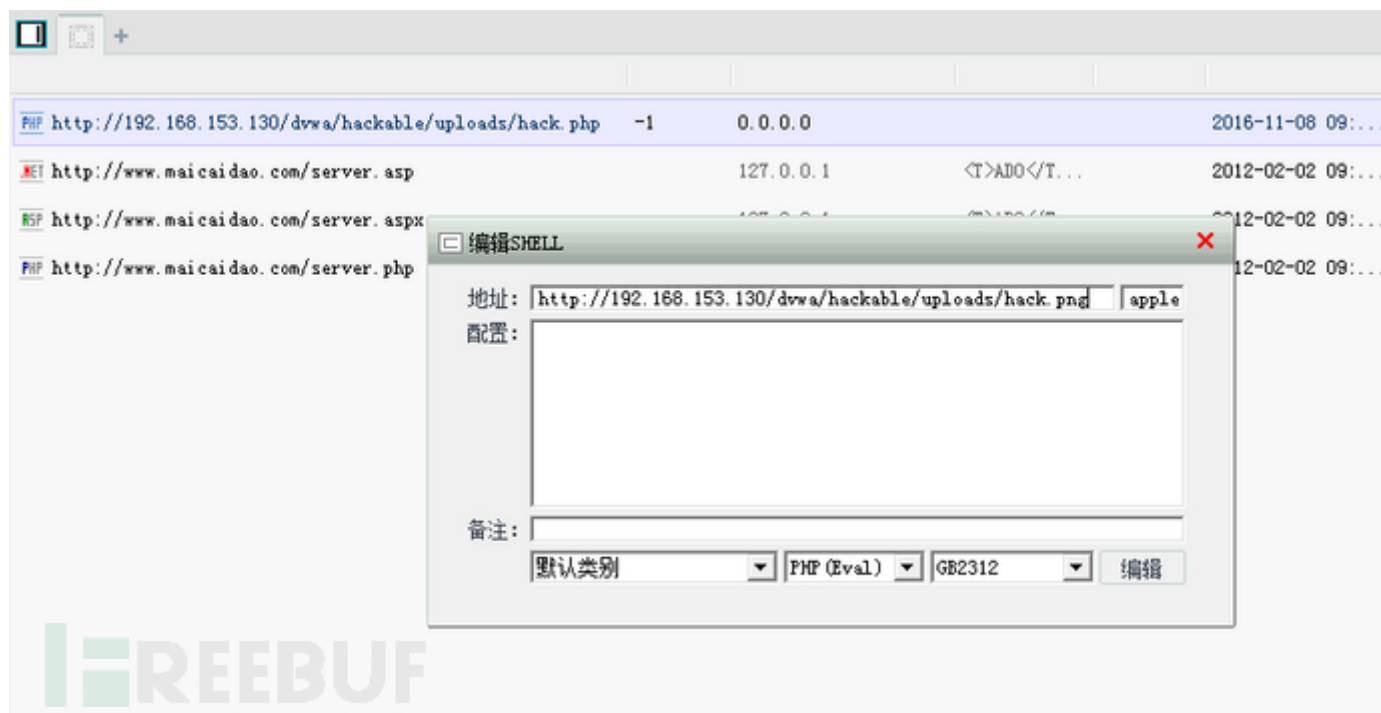 +
PHP http://192.168.153.130/dvwa/hackable/uploads/hack.php -1 0.0.0.0 2016-11-08 09:...
.NET http://www.maicaidao.com/server.asp 127.0.0.1 <T>ADO</T... 2012-02-02 09:...
http://www.maicaidao.com/server.aspx 2012-02-02 09:...
编辑SHELL
PHP http://www.maicaidao.com/server.php 12-02-02 09:...
地址: http://192.168.153.130/dvwa/hackable/uploads/hack.png apple
配置:
备注:
默认类别 PHP(Eval) GB2312 编辑
FREEBUF